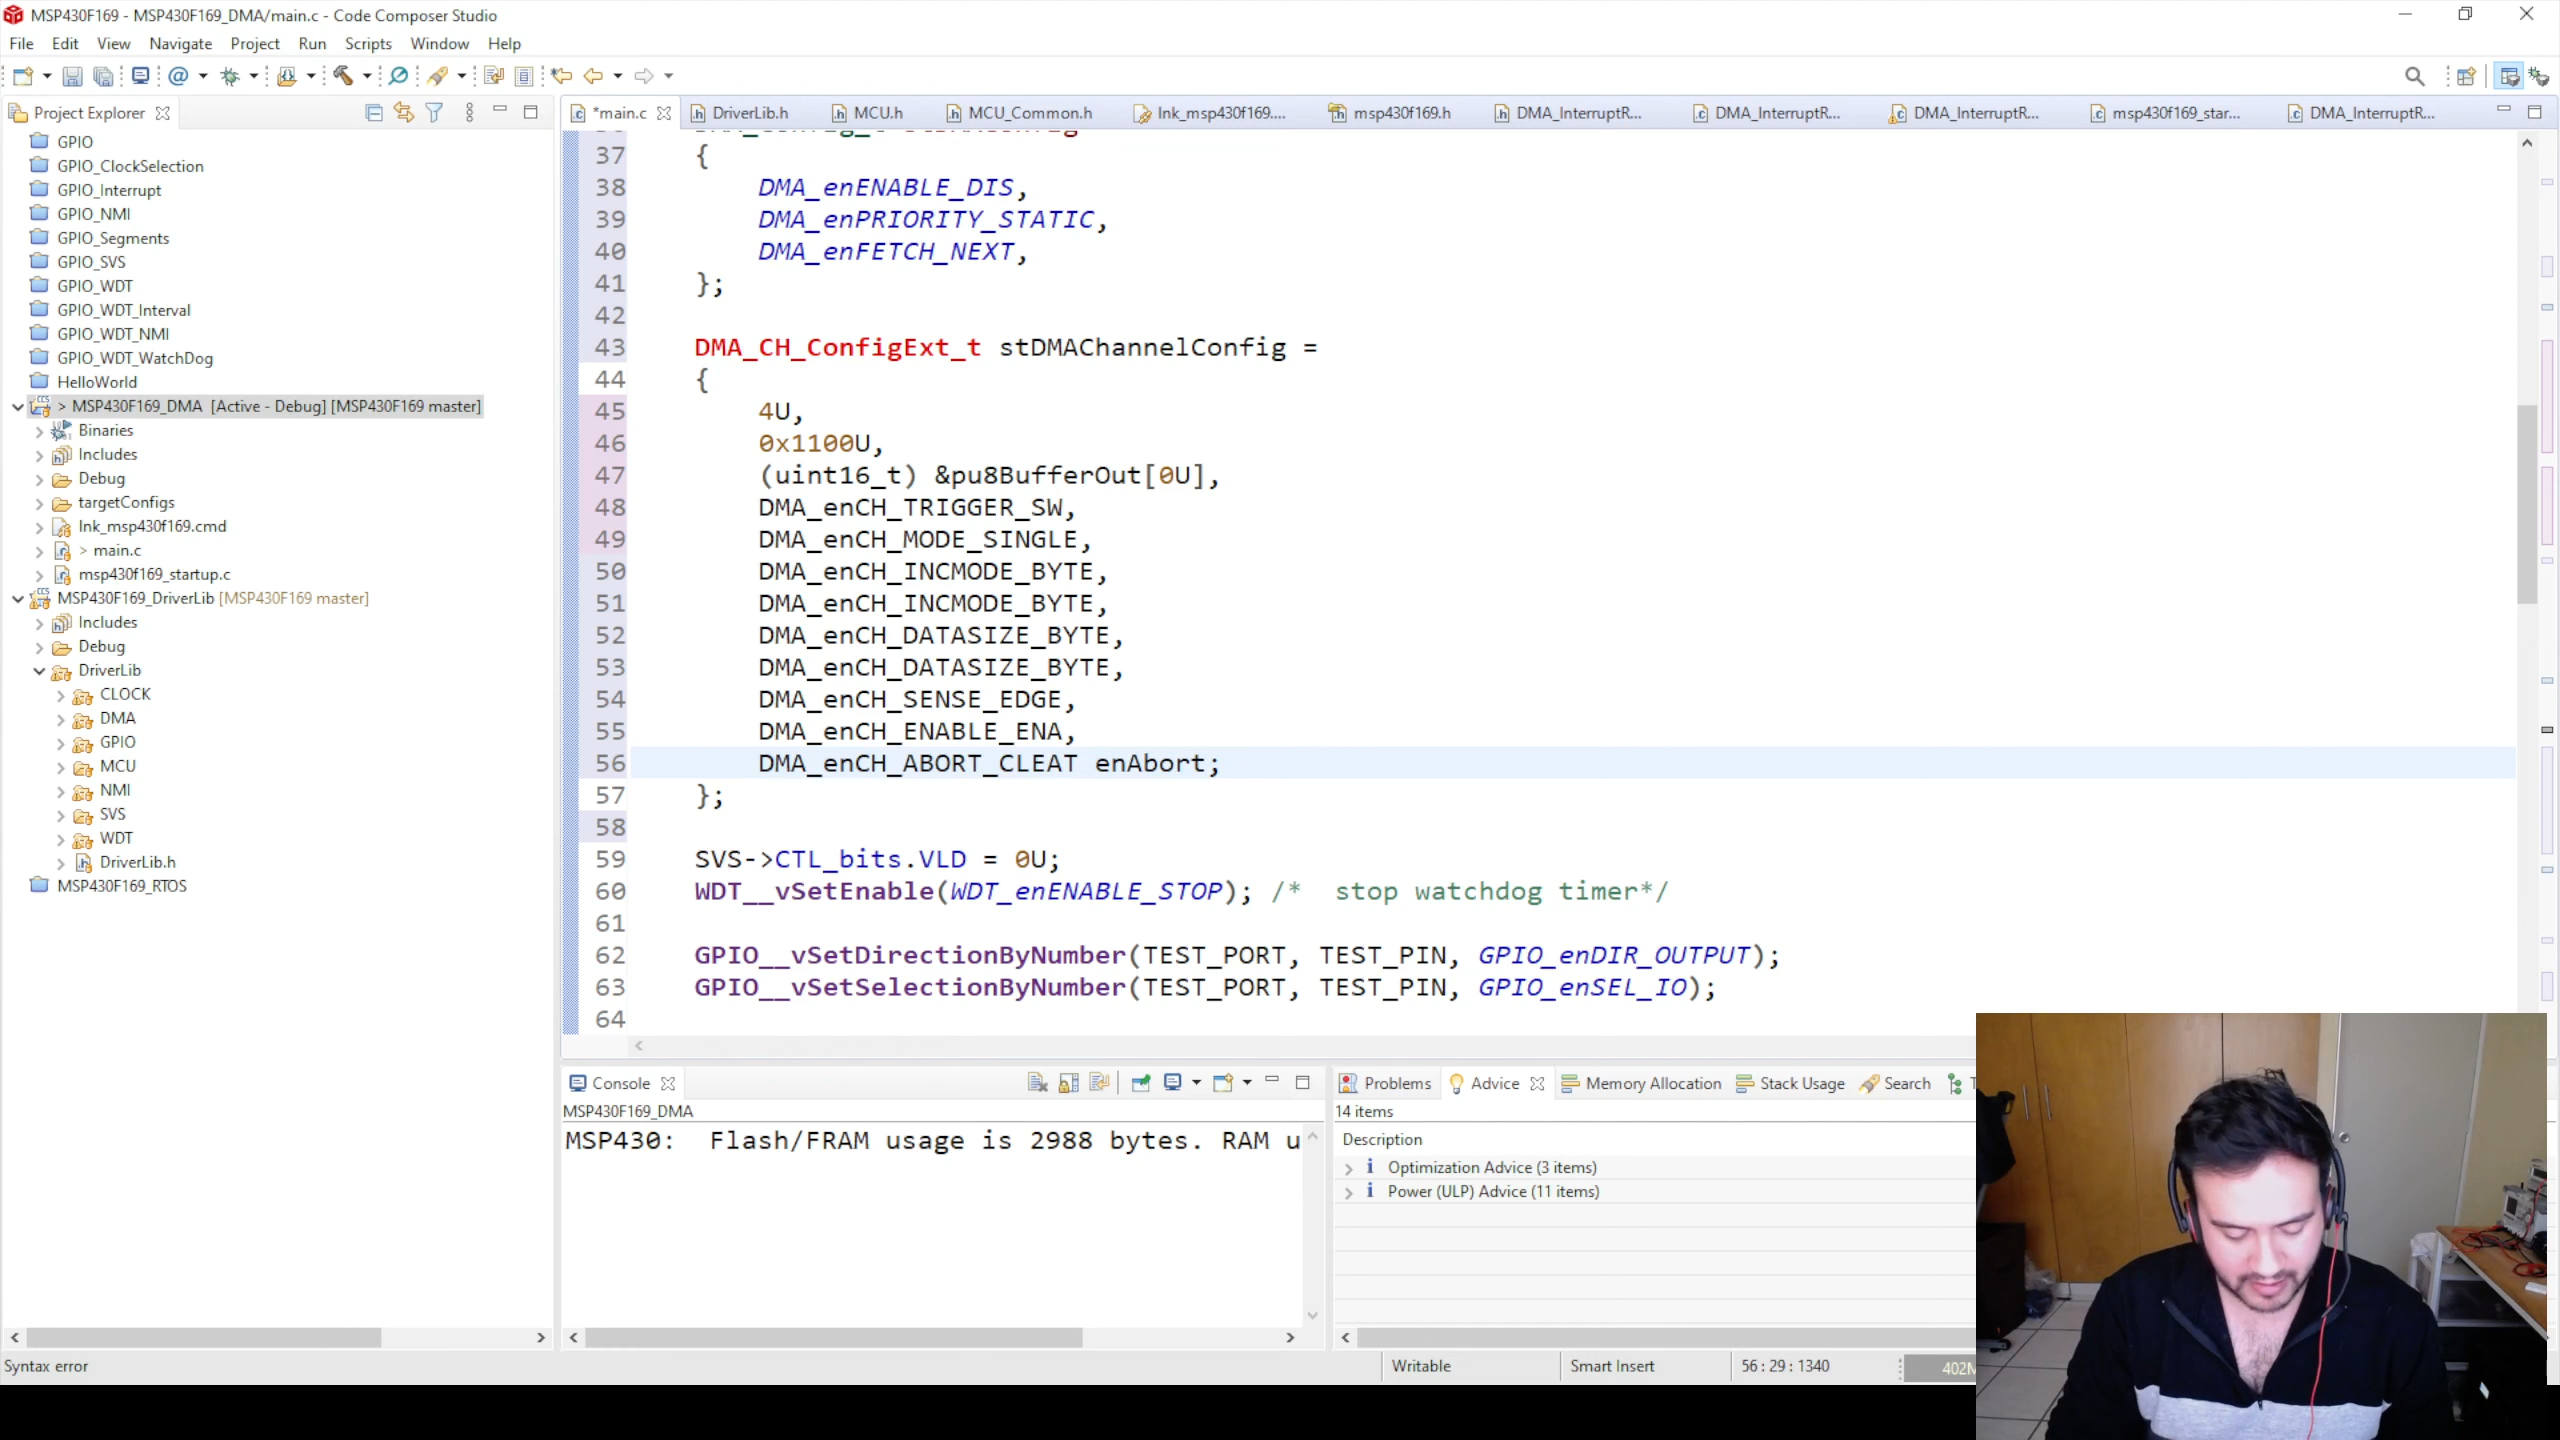 MSP430F169 - MSP430F169_DMA/main.c - Code Composer Studio
File Edit View Navigate Project Run Scripts Window Help
Project Explorer
GPIO
GPIO_ClockSelection
GPIO_Interrupt
GPIO_NMI
GPIO_Segments
GPIO_SVS
GPIO_WDT
GPIO_WDT_Interval
GPIO_WDT_NMI
GPIO_WDT_WatchDog
HelloWorld
> MSP430F169_DMA [Active - Debug] [MSP430F169 master]
Binaries
Includes
Debug
targetConfigs
lnk_msp430f169.cmd
> main.c
msp430f169_startup.c
MSP430F169_DriverLib [MSP430F169 master]
Includes
Debug
DriverLib
CLOCK
DMA
GPIO
MCU
NMI
SVS
WDT
DriverLib.h
MSP430F169_RTOS
*main.c DriverLib.h MCU.h MCU_Common.h lnk_msp430f169.... msp430f169.h DMA_InterruptR... DMA_InterruptR... DMA_InterruptR... msp430f169_star... DMA_InterruptR...
37 {
38 DMA_enENABLE_DIS,
39 DMA_enPRIORITY_STATIC,
40 DMA_enFETCH_NEXT,
41 };
42
43 DMA_CH_ConfigExt_t stDMAChannelConfig =
44 {
45 4U,
46 0x1100U,
47 (uint16_t) &pu8BufferOut[0U],
48 DMA_enCH_TRIGGER_SW,
49 DMA_enCH_MODE_SINGLE,
50 DMA_enCH_INCMODE_BYTE,
51 DMA_enCH_INCMODE_BYTE,
52 DMA_enCH_DATASIZE_BYTE,
53 DMA_enCH_DATASIZE_BYTE,
54 DMA_enCH_SENSE_EDGE,
55 DMA_enCH_ENABLE_ENA,
56 DMA_enCH_ABORT_CLEAT enAbort;
57 };
58
59 SVS->CTL_bits.VLD = 0U;
60 WDT__vSetEnable(WDT_enENABLE_STOP); /* stop watchdog timer*/
61
62 GPIO__vSetDirectionByNumber(TEST_PORT, TEST_PIN, GPIO_enDIR_OUTPUT);
63 GPIO__vSetSelectionByNumber(TEST_PORT, TEST_PIN, GPIO_enSEL_IO);
64
Console
MSP430F169_DMA
MSP430: Flash/FRAM usage is 2988 bytes. RAM u
Problems Advice Memory Allocation Stack Usage Search
14 items
Description
Optimization Advice (3 items)
Power (ULP) Advice (11 items)
Syntax error Writable Smart Insert 56 : 29 : 1340 402M